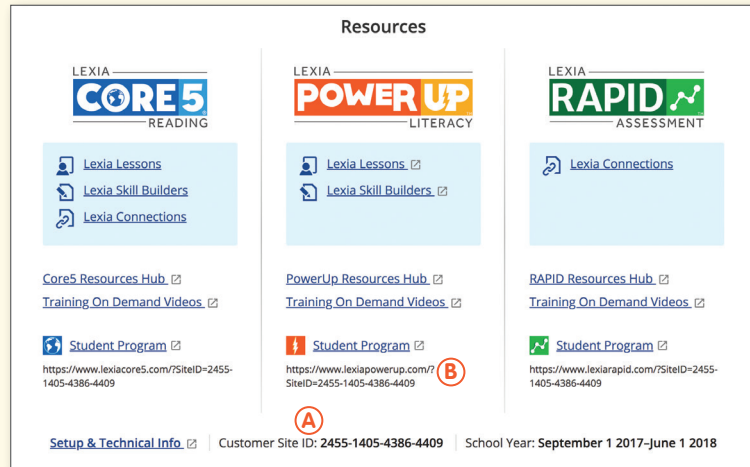 Resources
LEXIA
CORE5
READING
Lexia Lessons
Lexia Skill Builders
Lexia Connections
Core5 Resources Hub
Training On Demand Videos
Student Program
https://www.lexiacore5.com/?SiteID=2455-
1405-4386-4409
LEXIA
POWERUP
LITERACY
Lexia Lessons
Lexia Skill Builders
PowerUp Resources Hub
Training On Demand Videos
Student Program
https://www.lexiapowerup.com/?
SiteID=2455-1405-4386-4409
B
LEXIA
RAPID
ASSESSMENT
Lexia Connections
RAPID Resources Hub
Training On Demand Videos
Student Program
https://www.lexiarapid.com/?SiteID=2455-
1405-4386-4409
A
Setup & Technical Info Customer Site ID: 2455-1405-4386-4409 School Year: September 1 2017–June 1 2018